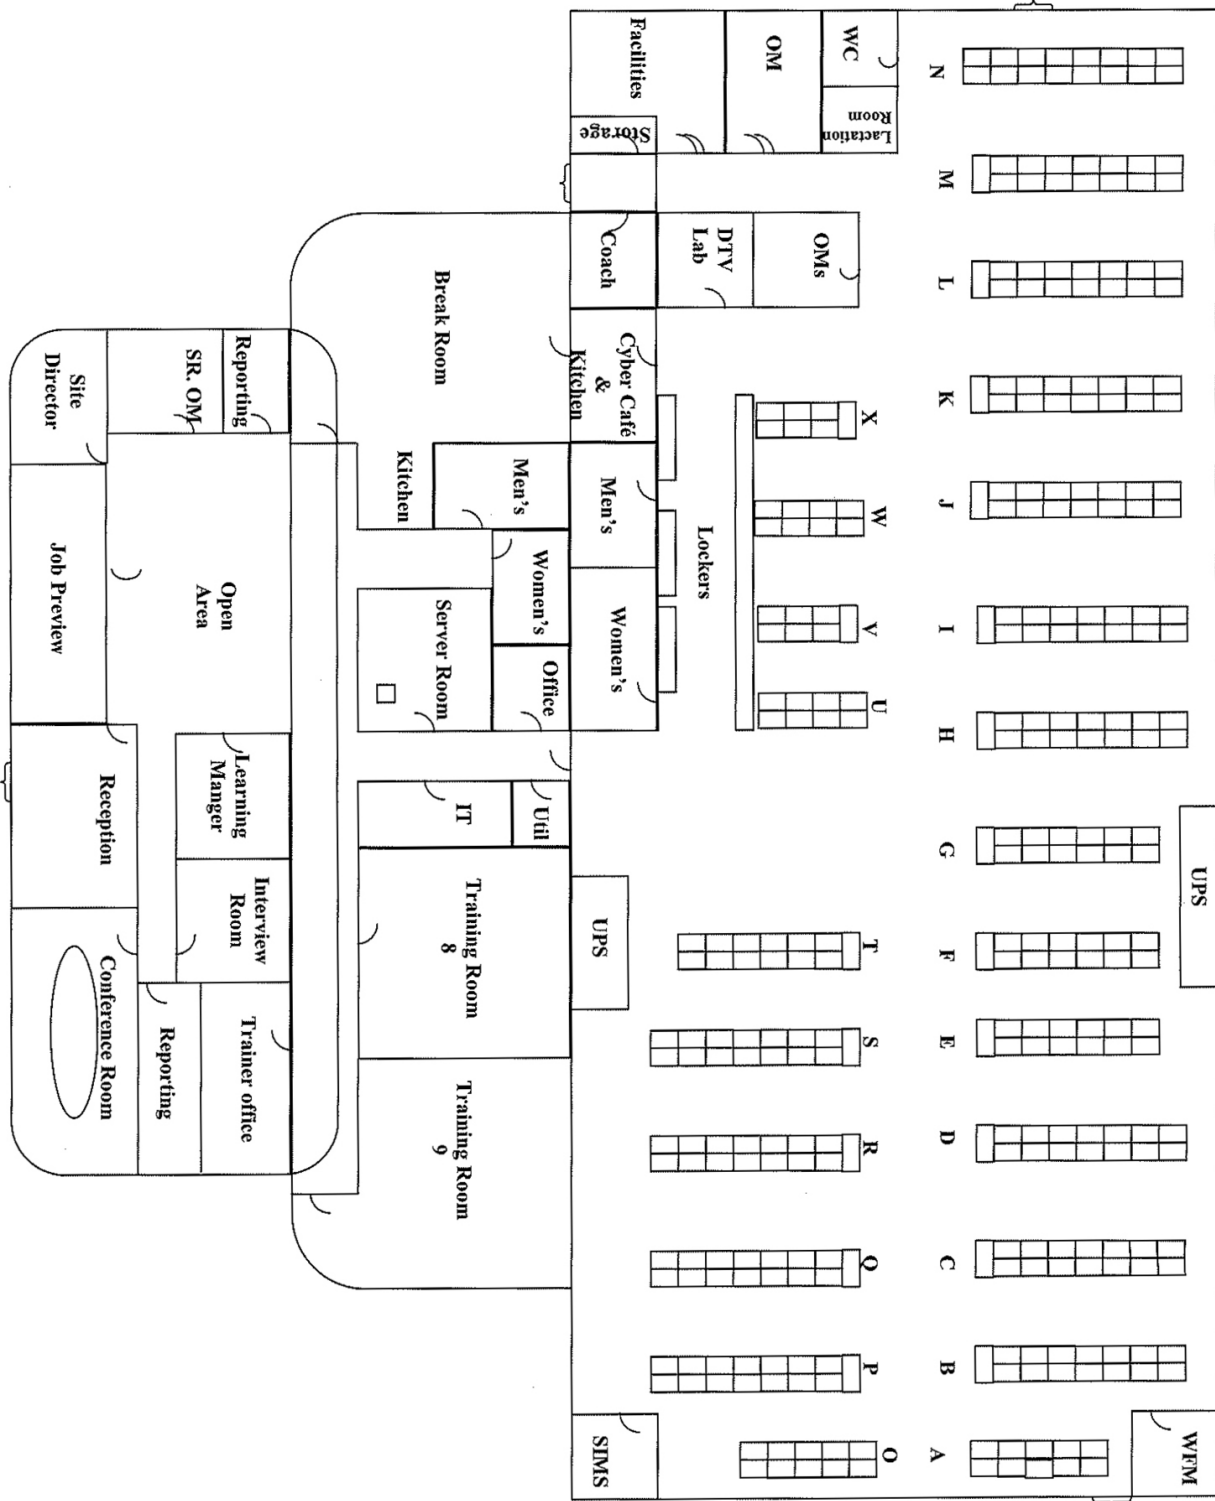 Facilities
OM
WC
Lactation
Room
Storage
N
M
L
K
J
I
H
G
F
E
D
C
B
A
Coach
DTV
Lab
OMs
Break Room
Cyber Café
&
Kitchen
X
W
V
U
T
S
R
Q
P
O
Reporting
SR. OM
Site
Director
Kitchen
Men's
Men's
Lockers
Women's
Women's
Server Room
Office
Open
Area
Job Preview
Learning
Manger
Reception
IT
Util
Interview
Room
Training Room
8
UPS
UPS
Conference Room
Reporting
Trainer office
Training Room
9
SIMS
WFM